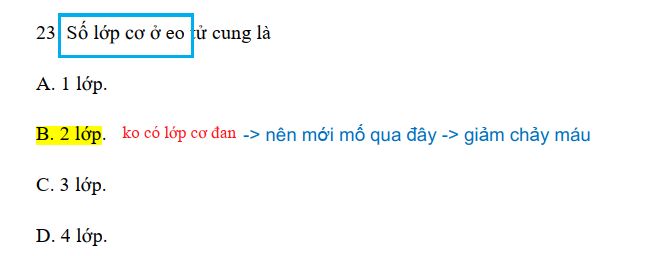 23. Số lớp cơ ở eo tử cung là
A. 1 lớp.
B. 2 lớp. ko có lớp cơ đan -> nên mới mổ qua đây -> giảm chảy máu
C. 3 lớp.
D. 4 lớp.